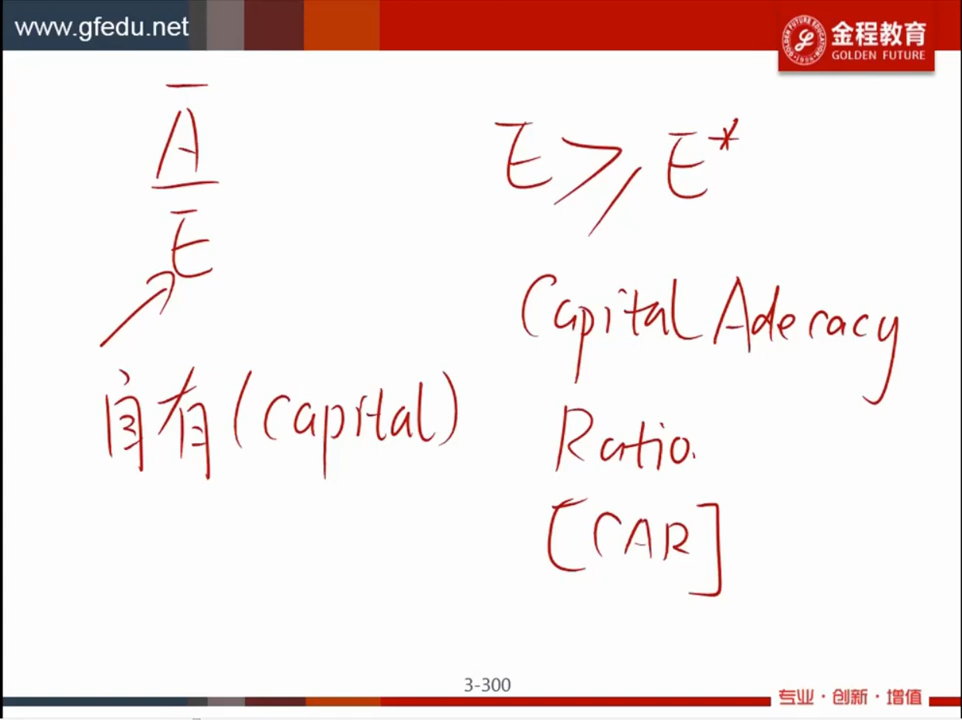 www.gfedu.net
金程教育
GOLDEN FUTURE
A
E
自有(capital)
E ≥ E*
Capital Aderacy
Ratio.
[CAR]
3-300
专业·创新·增值